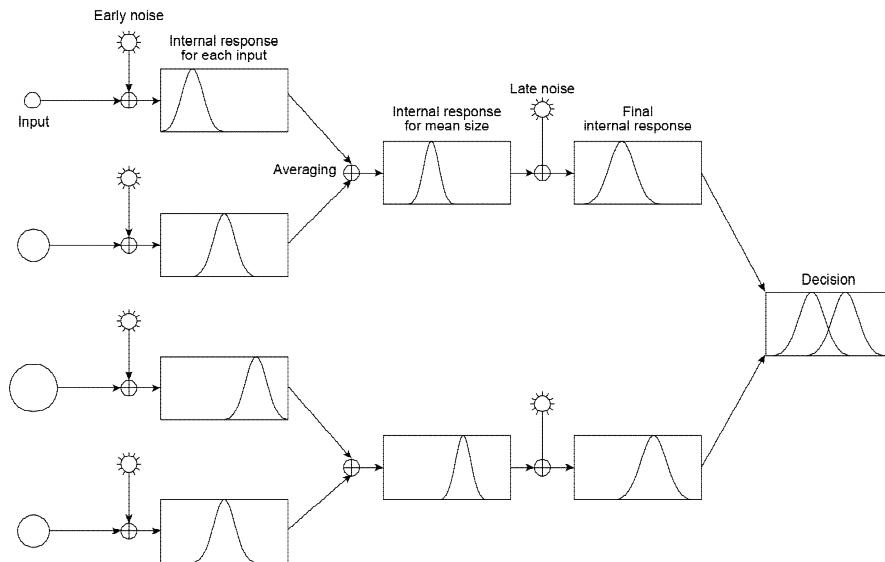 Early noise
Internal response
for each input
Input
Averaging
Internal response
for mean size
Late noise
Final
internal response
Decision